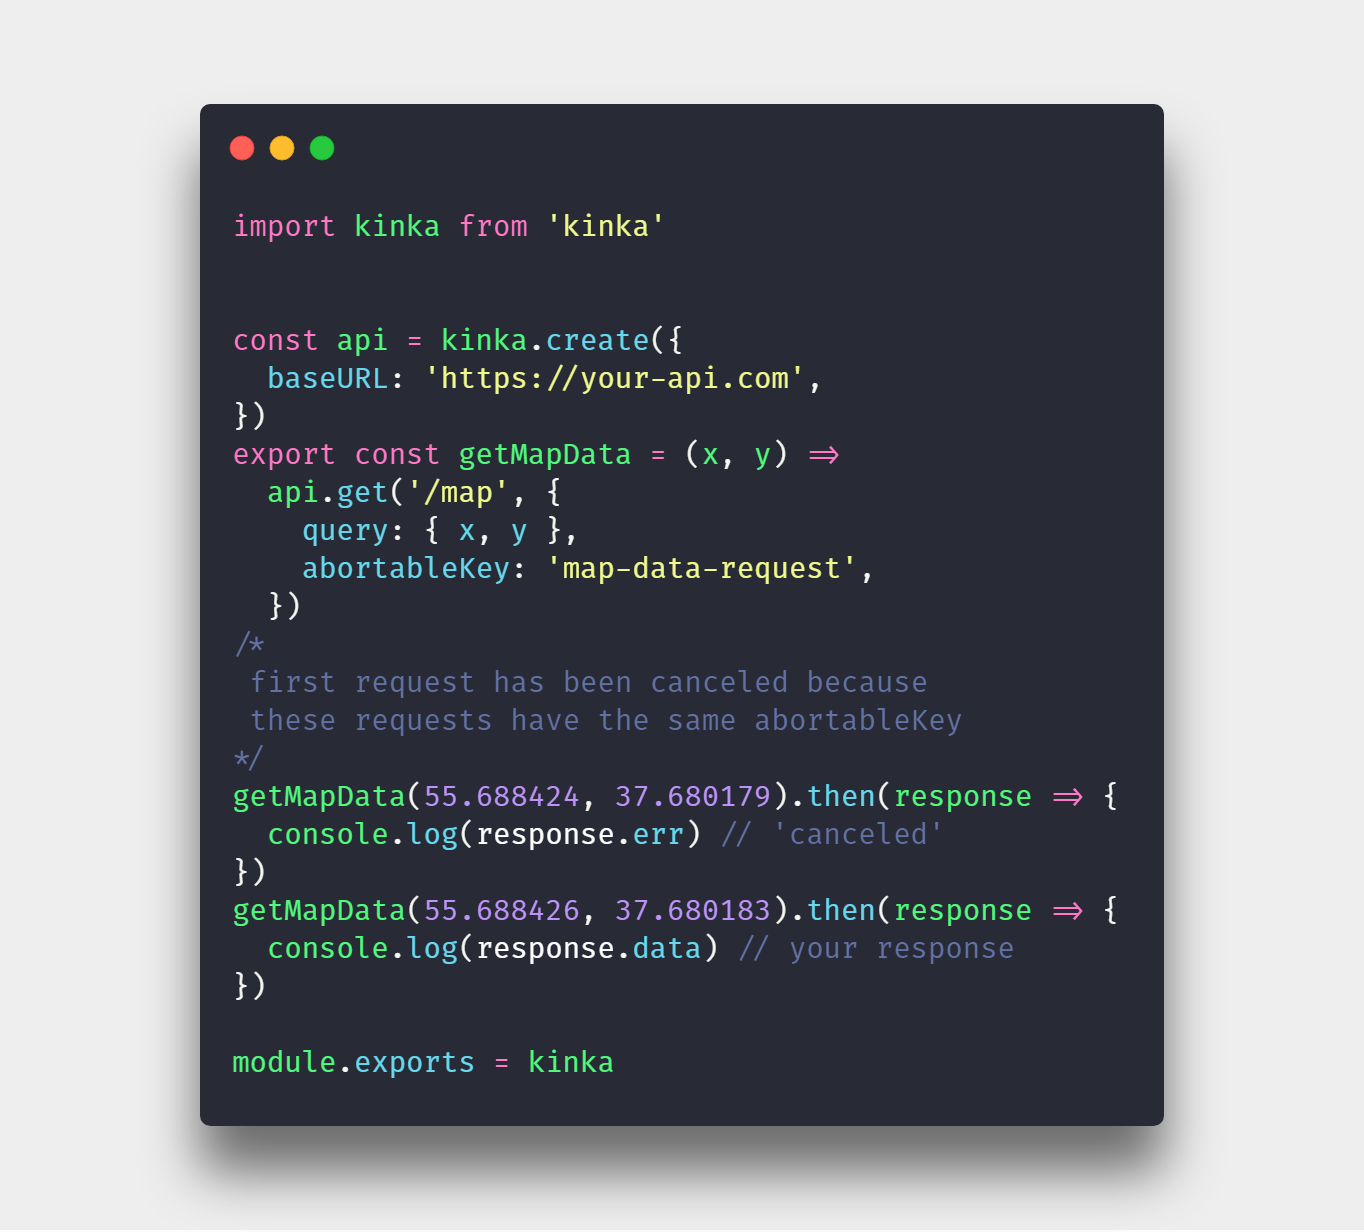 import kinka from 'kinka'
const api = kinka.create({
  baseURL: 'https://your-api.com',
})
export const getMapData = (x, y) =>
  api.get('/map', {
    query: { x, y },
    abortableKey: 'map-data-request',
  })
/*
 first request has been canceled because
 these requests have the same abortableKey
*/
getMapData(55.688424, 37.680179).then(response => {
  console.log(response.err) // 'canceled'
})
getMapData(55.688426, 37.680183).then(response => {
  console.log(response.data) // your response
})
module.exports = kinka